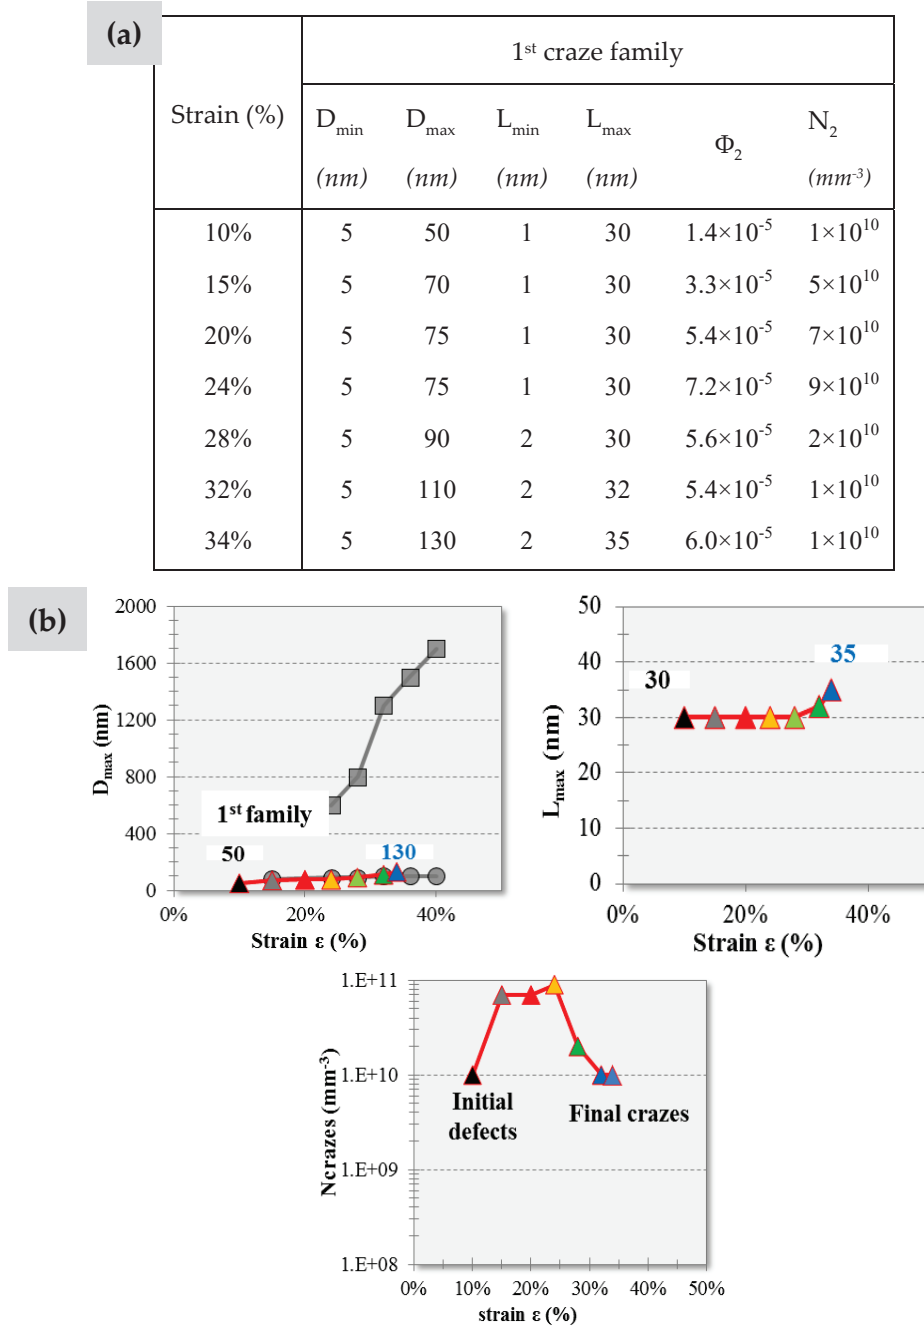 (a)
1st craze family
Strain (%)
Dmin (nm) Dmax (nm) Lmin (nm) Lmax (nm) Φ2 N2 (mm-3)
10% 5 50 1 30 1.4×10-5 1×1010
15% 5 70 1 30 3.3×10-5 5×1010
20% 5 75 1 30 5.4×10-5 7×1010
24% 5 75 1 30 7.2×10-5 9×1010
28% 5 90 2 30 5.6×10-5 2×1010
32% 5 110 2 32 5.4×10-5 1×1010
34% 5 130 2 35 6.0×10-5 1×1010
(b)
2000
1600
1200
800
400
0
Dmax (nm)
1st family
50
130
0% 20% 40%
Strain ε (%)
50
40
30
20
10
0
Lmax (nm)
30
35
0% 20% 40%
Strain ε (%)
1.E+11
1.E+10
1.E+09
1.E+08
Ncrazes (mm-3)
Initial
defects
Final crazes
0% 10% 20% 30% 40% 50%
strain ε (%)